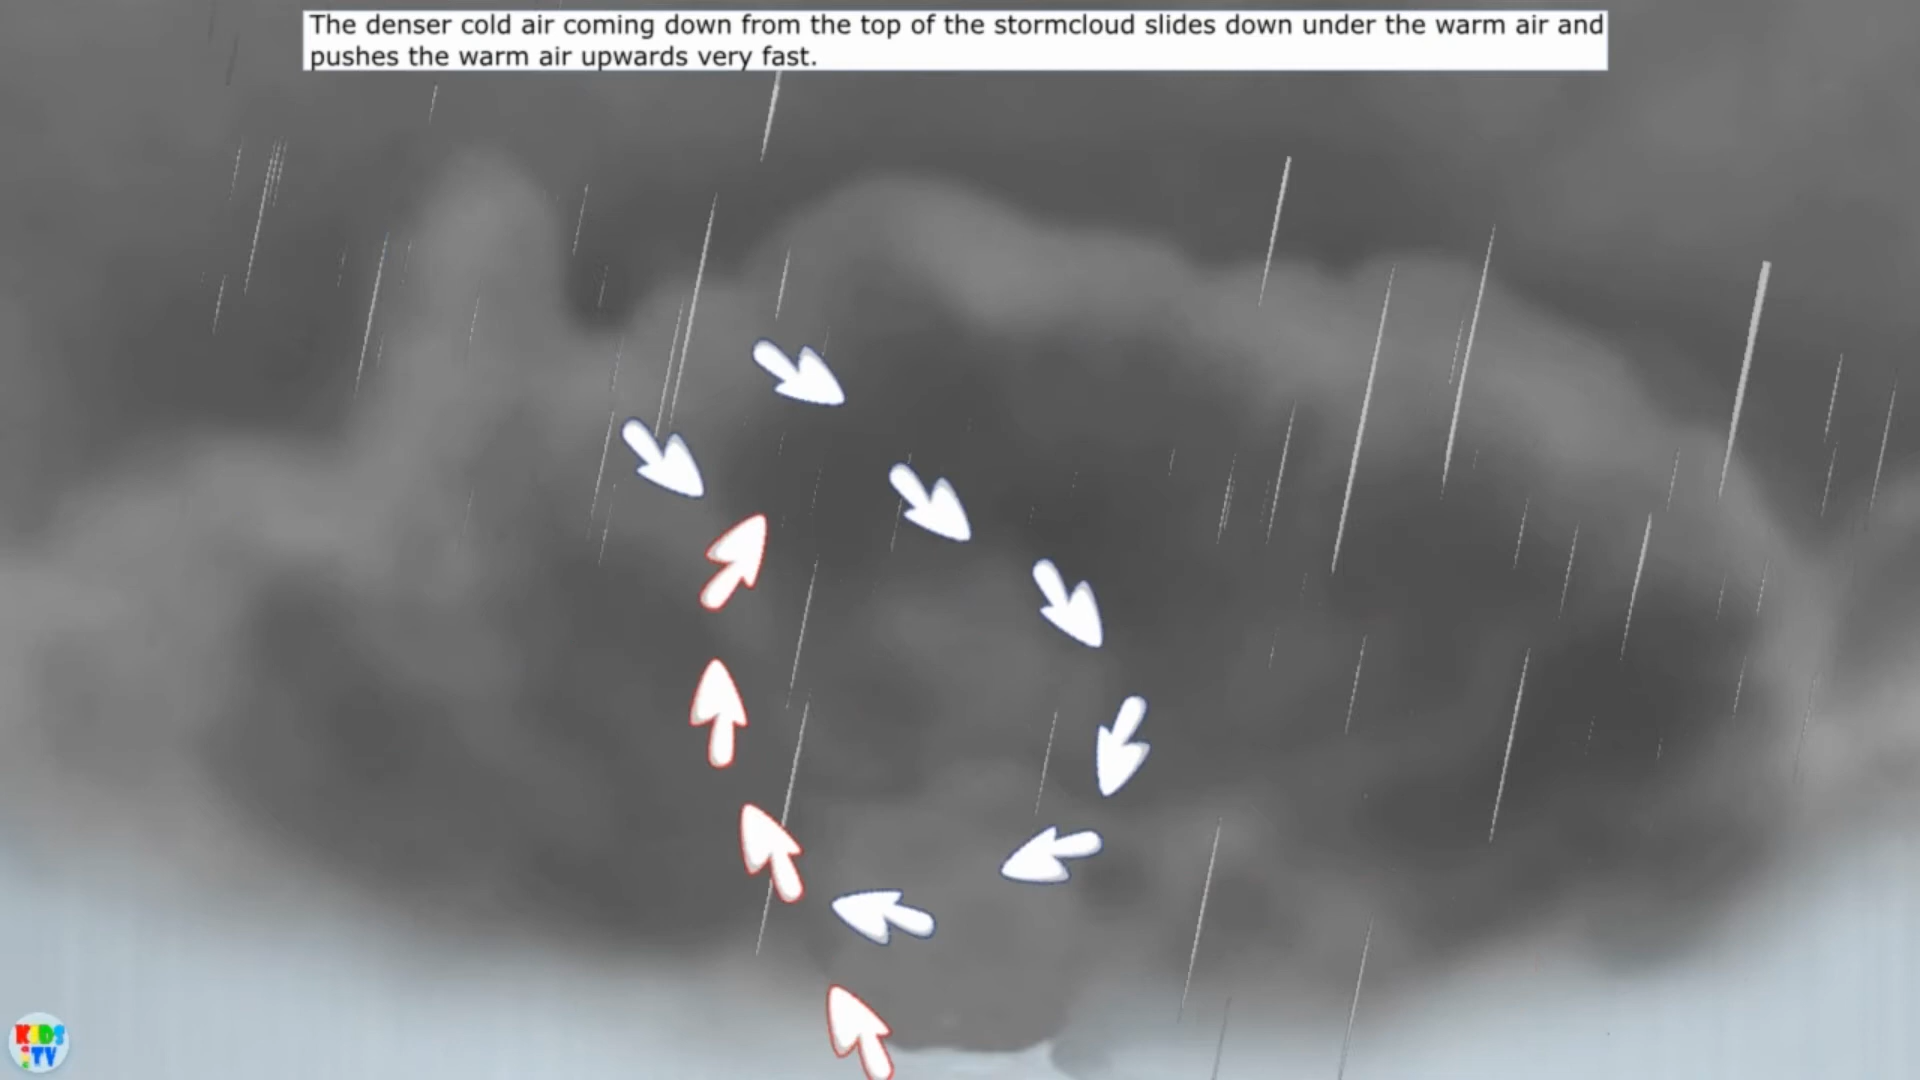 The denser cold air coming down from the top of the stormcloud slides down under the warm air and
pushes the warm air upwards very fast.
KiDS
TV